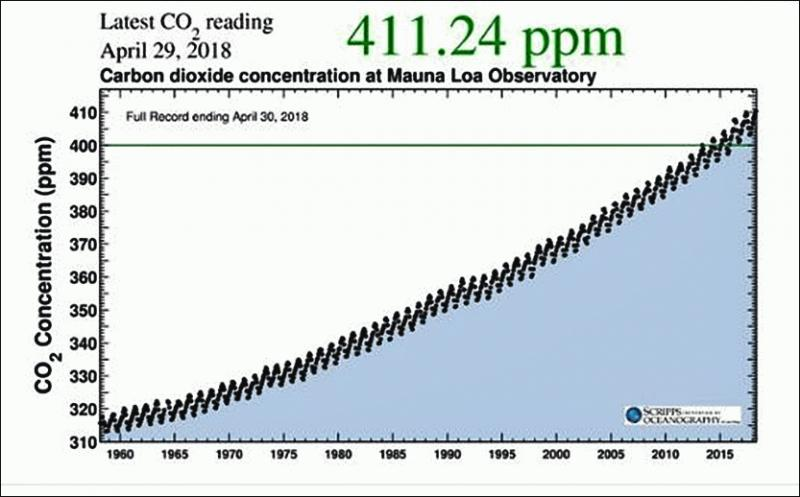 Latest CO2 reading
April 29, 2018
411.24 ppm
Carbon dioxide concentration at Mauna Loa Observatory
Full Record ending April 30, 2018
CO2 Concentration (ppm)
410
400
390
380
370
360
350
340
330
320
310
1960 1965 1970 1975 1980 1985 1990 1995 2000 2005 2010 2015
SCRIPPS INSTITUTION OF
OCEANOGRAPHY